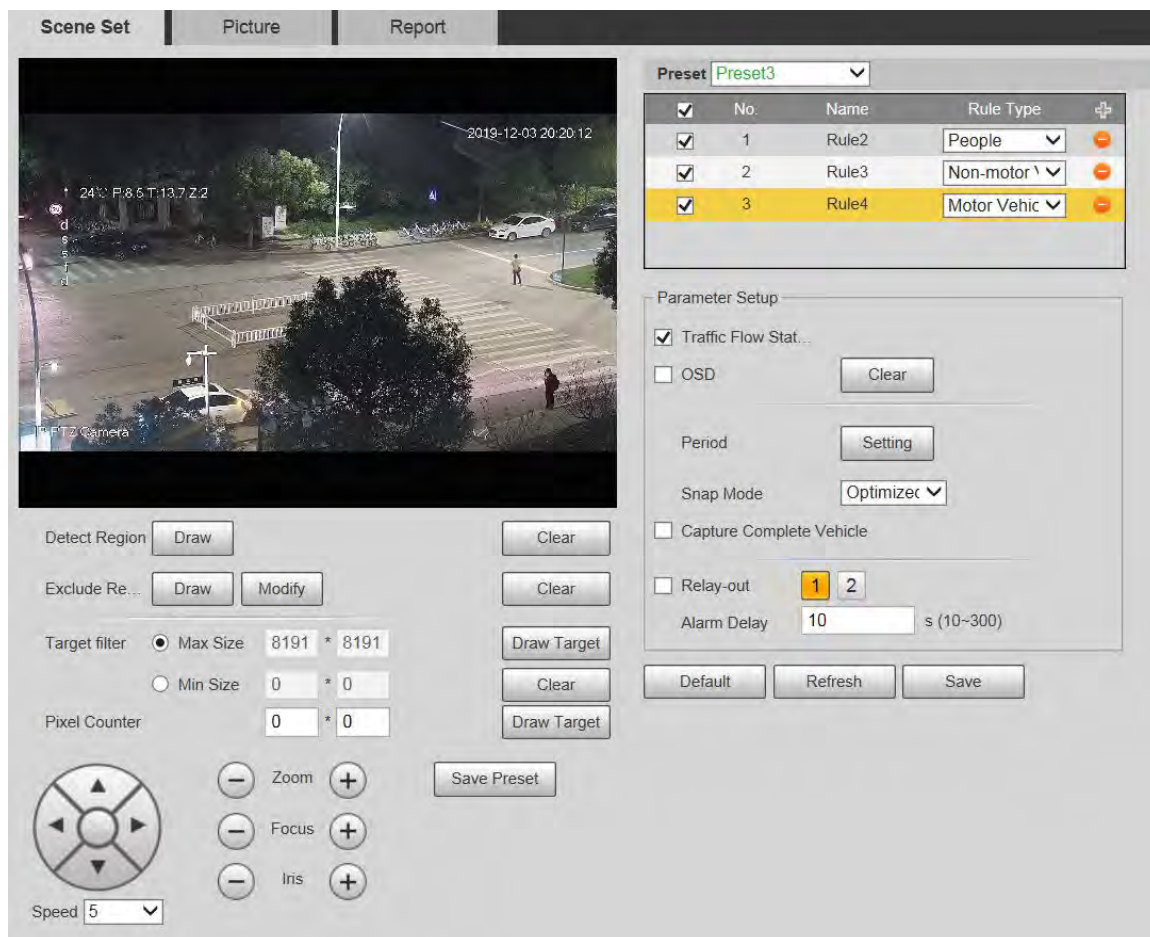 Scene Set Picture Report
2019-12-03 20:20:12
24°C P:8.5 T:13.7 Z:2
d
s
s
f
d
PTZ Camera
Detect Region Draw Clear
Exclude Re... Draw Modify Clear
Target filter Max Size 8191 * 8191 Draw Target
Min Size 0 * 0 Clear
Pixel Counter 0 * 0 Draw Target
Zoom Save Preset
Focus
Iris
Speed 5
Preset Preset3
No. Name Rule Type
1 Rule2 People
2 Rule3 Non-motor V
3 Rule4 Motor Vehic
Parameter Setup
Traffic Flow Stat...
OSD Clear
Period Setting
Snap Mode Optimized
Capture Complete Vehicle
Relay-out 1 2
Alarm Delay 10 s (10~300)
Default Refresh Save